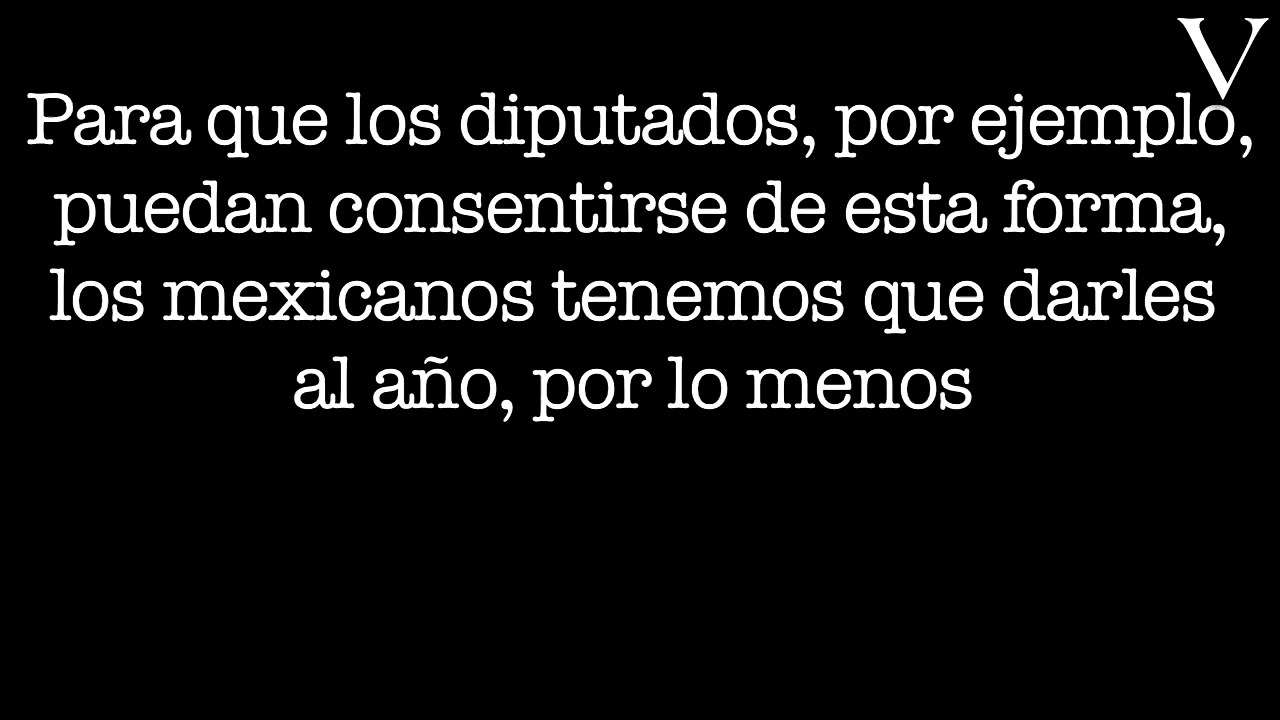 V
Para que los diputados, por ejemplo,
puedan consentirse de esta forma,
los mexicanos tenemos que darles
al año, por lo menos